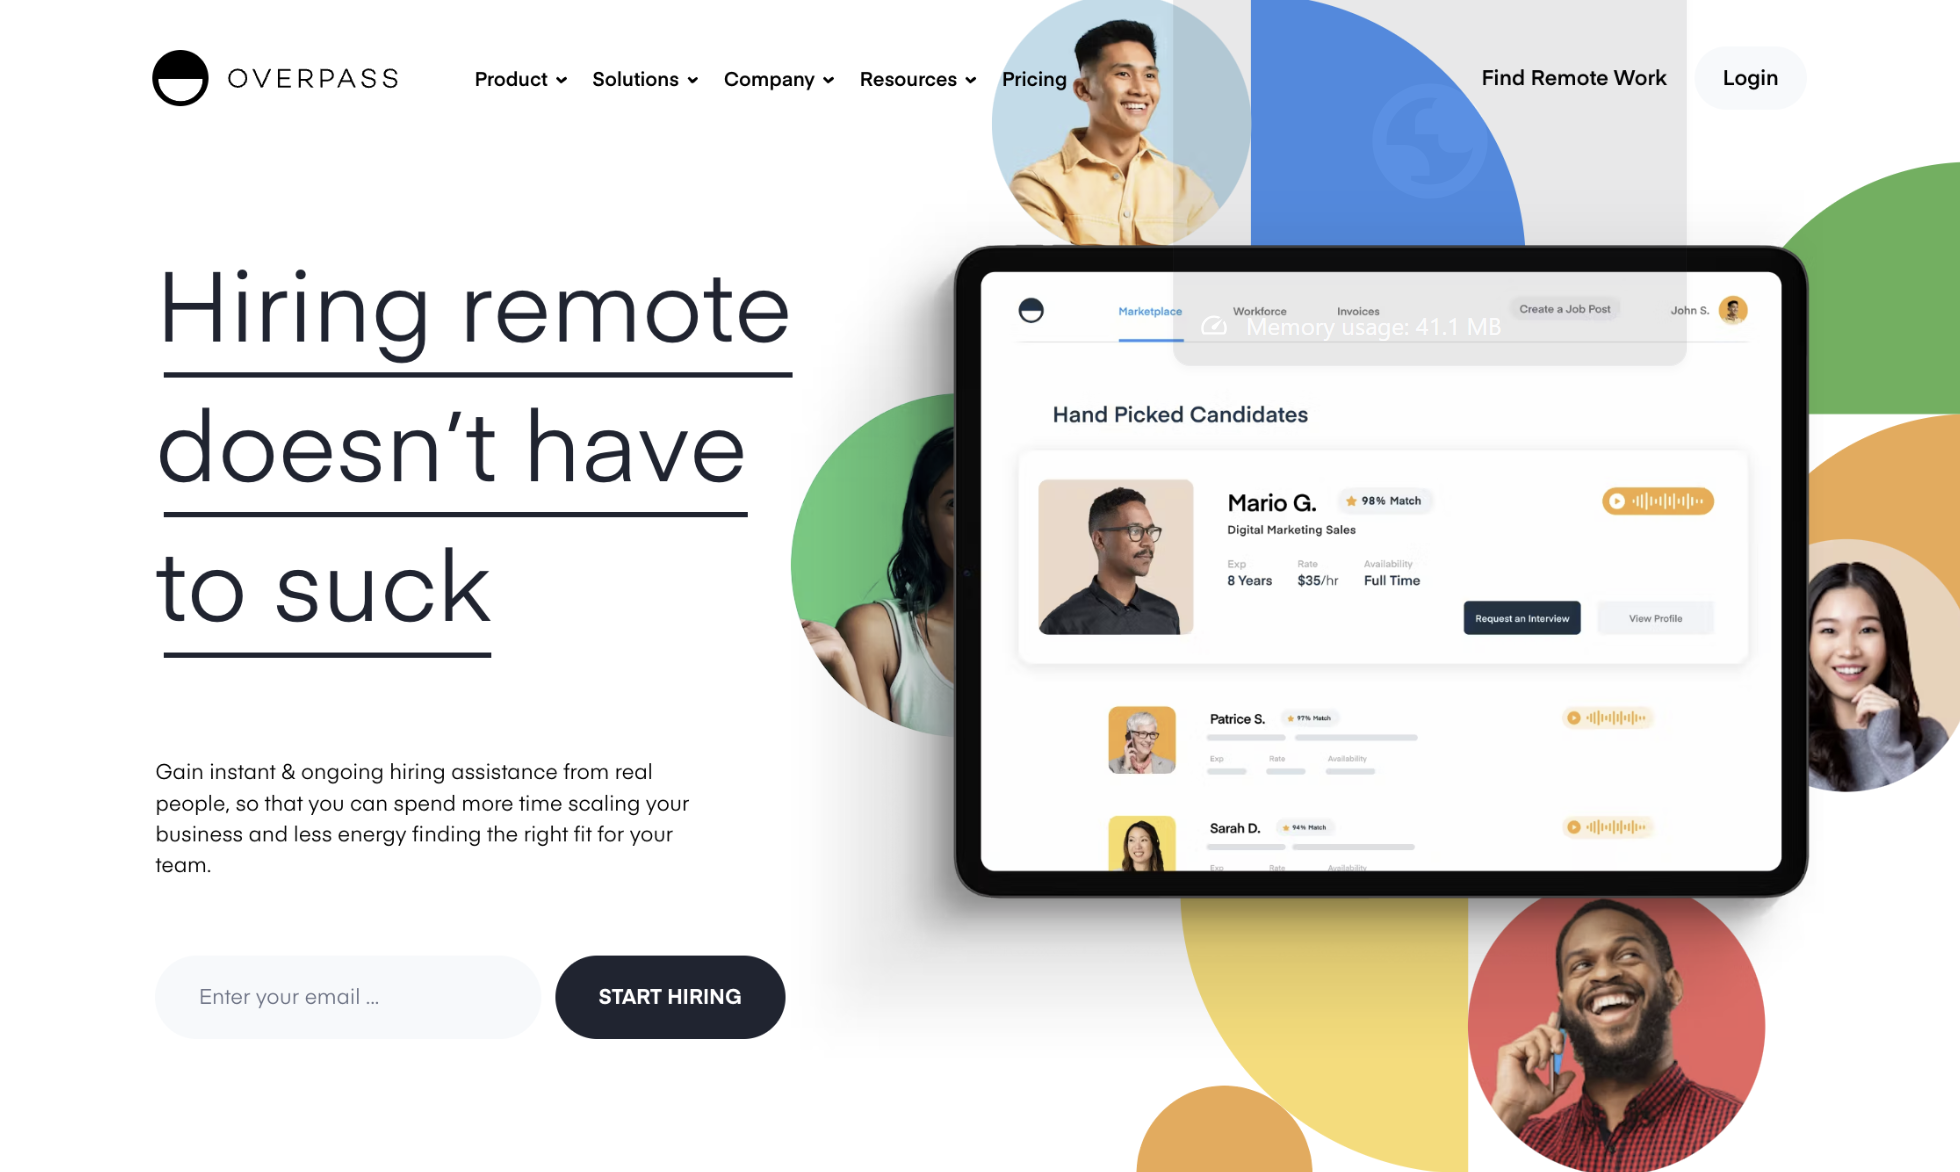 OVERPASS
Product
Solutions
Company
Resources
Pricing
Find Remote Work
Login
Hiring remote
doesn't have
to suck
Gain instant & ongoing hiring assistance from real
people, so that you can spend more time scaling your
business and less energy finding the right fit for your
team.
Enter your email ...
START HIRING
Marketplace
Workforce
Invoices
Create a Job Post
John S.
Memory usage: 41.1 MB
Hand Picked Candidates
Mario G.
98% Match
Digital Marketing Sales
Exp Rate Availability
8 Years $35/hr Full Time
Request an Interview
View Profile
Patrice S.
97% Match
Exp Rate Availability
Sarah D.
94% Match
Exp Rate Availability